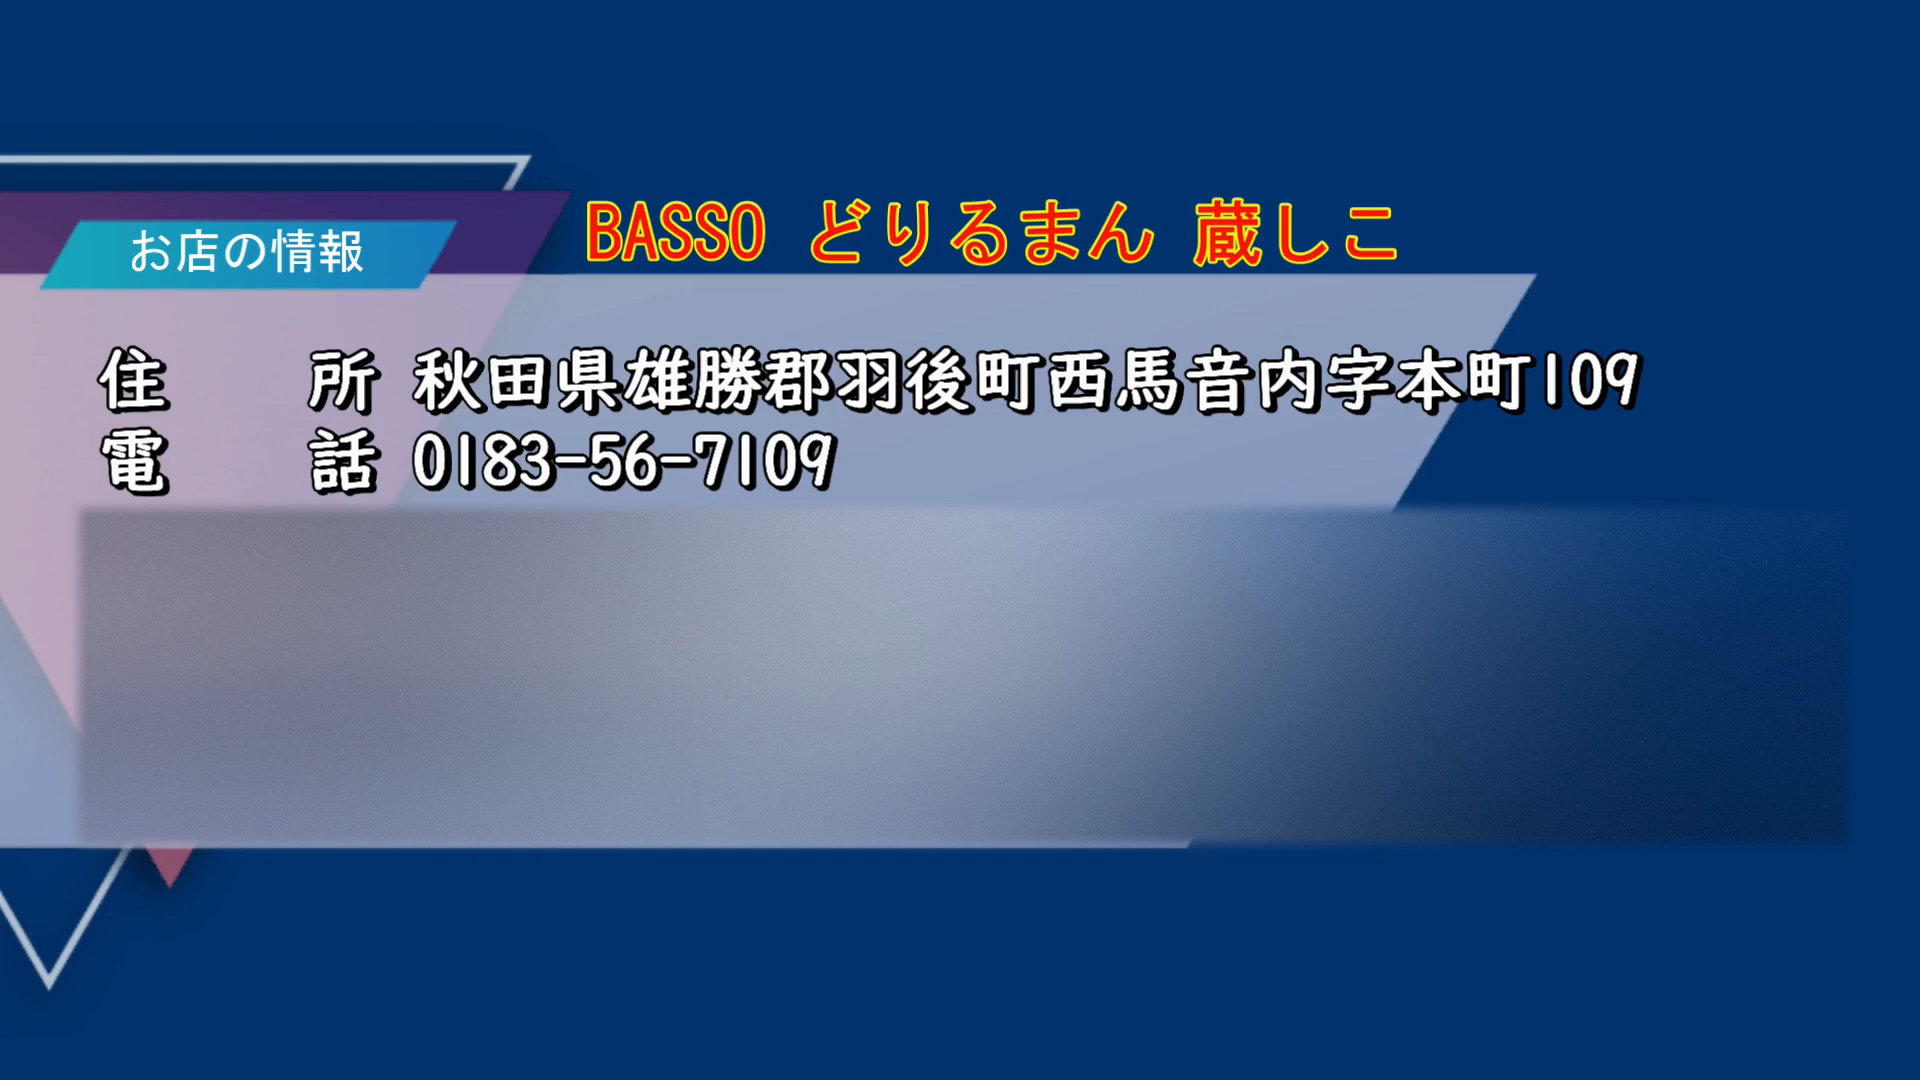 BASSO どりるまん 蔵しこ
お店の情報
住　　所 秋田県雄勝郡羽後町西馬音内字本町109
電　　話 0183-56-7109